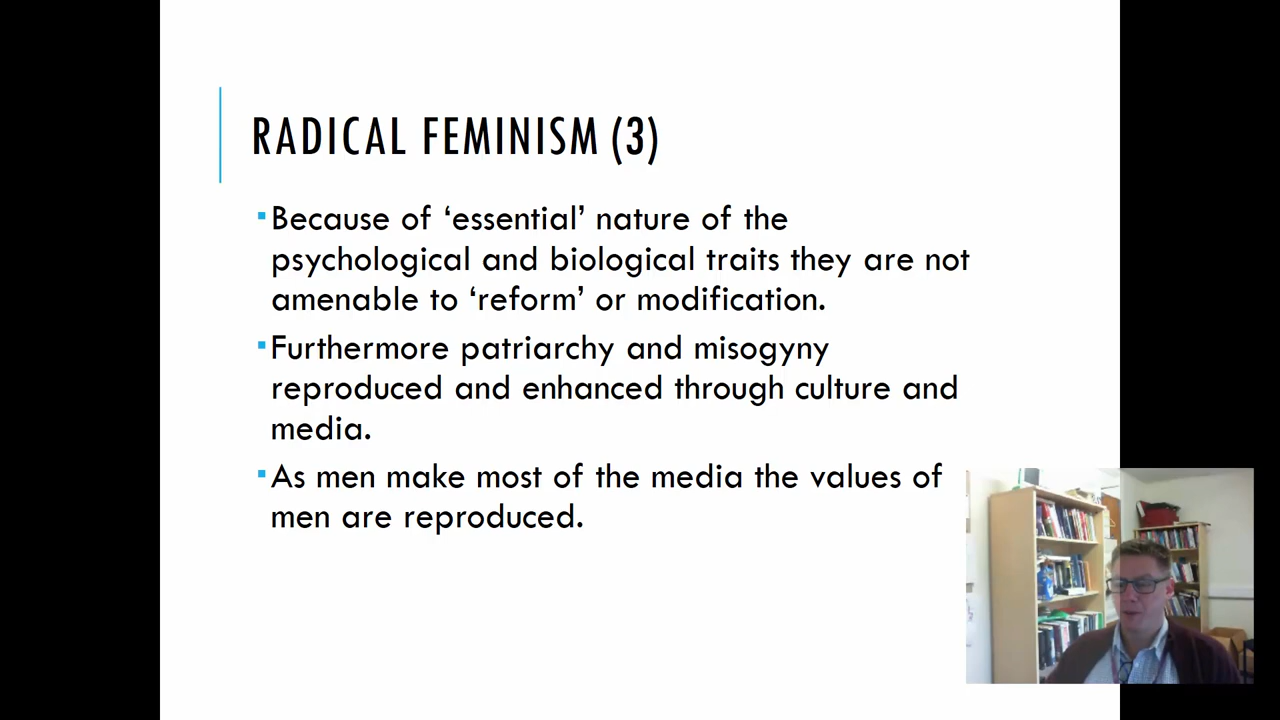 RADICAL FEMINISM (3)
Because of ‘essential’ nature of the
psychological and biological traits they are not
amenable to ‘reform’ or modification.
Furthermore patriarchy and misogyny
reproduced and enhanced through culture and
media.
As men make most of the media the values of
men are reproduced.